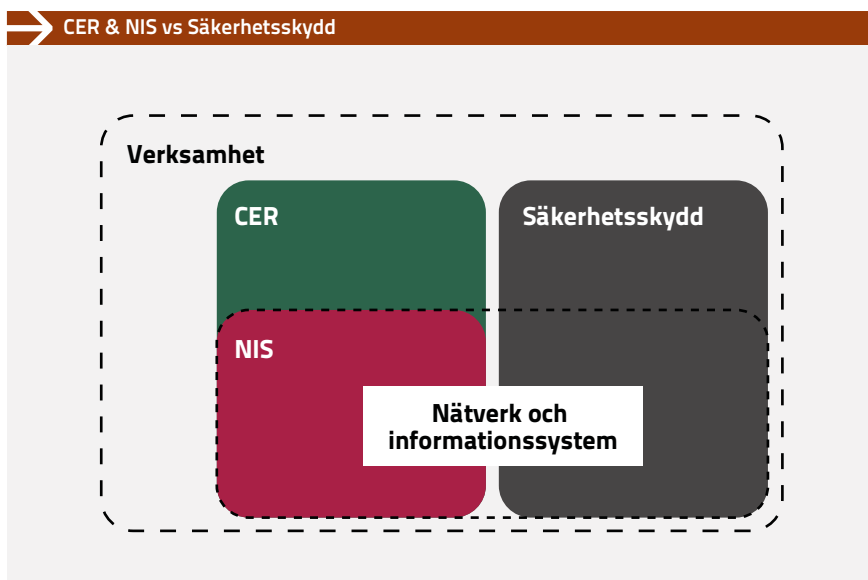 CER & NIS vs Säkerhetsskydd
Verksamhet
CER
Säkerhetsskydd
NIS
Nätverk och
informationssystem